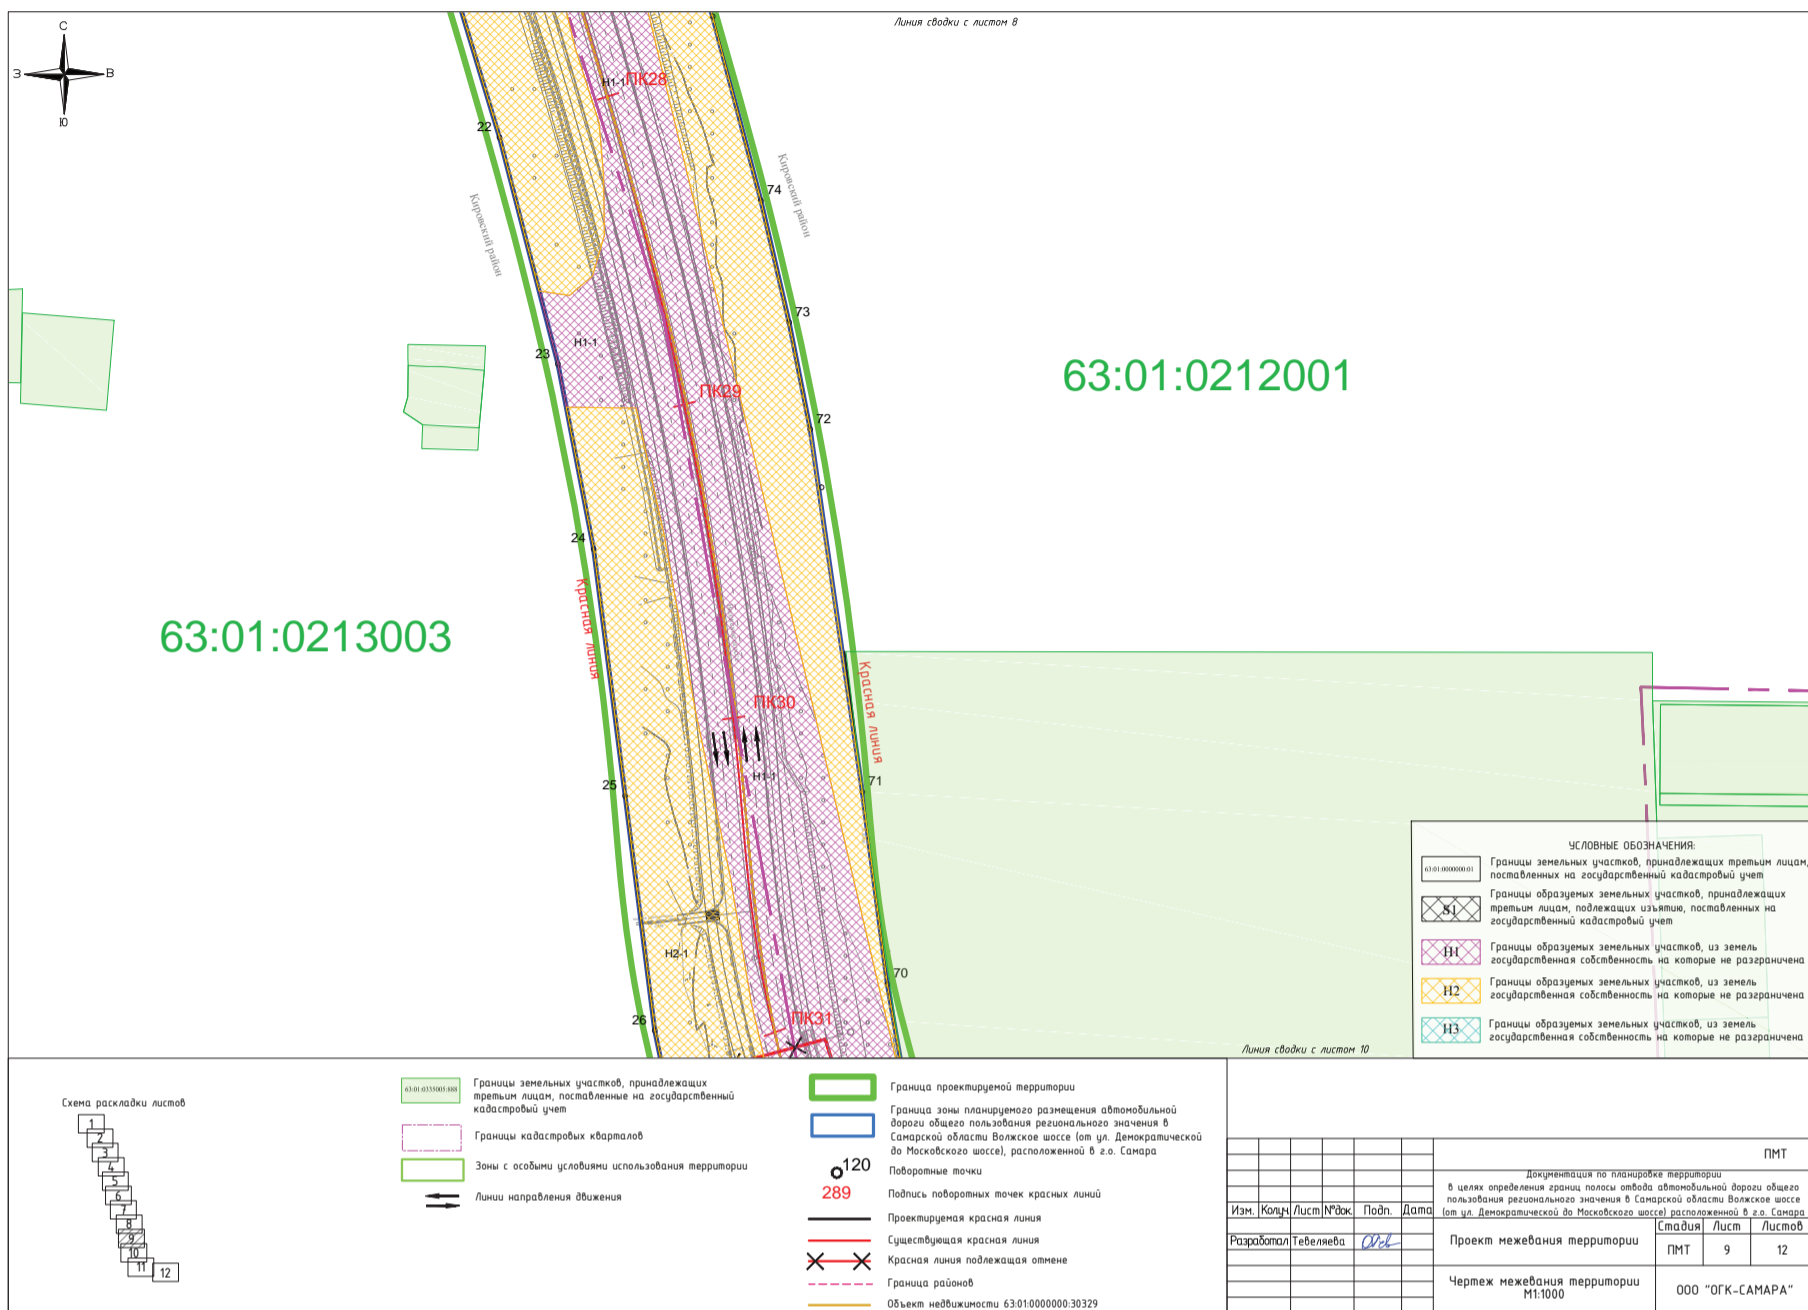 Линия сводки с листом 8
С
З
В
Ю
Н1-1
ПК28
22
Кировский район
Кировский район
74
73
23
Н1-1
ПК29
63:01:0212001
72
24
Красная линия
63:01:0213003
Красная линия
ПК30
Н1-1
71
25
Н2-1
70
26
ПК31
Линия сводки с листом 10
УСЛОВНЫЕ ОБОЗНАЧЕНИЯ:
63:01:0000000:01
Границы земельных участков, принадлежащих третьим лицам,
поставленных на государственный кадастровый учет
S1
Границы образуемых земельных участков, принадлежащих
третьим лицам, подлежащих изъятию, поставленных на
государственный кадастровый учет
Н1
Границы образуемых земельных участков, из земель
государственная собственность на которые не разграничена
Н2
Границы образуемых земельных участков, из земель
государственная собственность на которые не разграничена
Н3
Границы образуемых земельных участков, из земель
государственная собственность на которые не разграничена
Схема раскладки листов
1
2
3
4
5
6
7
8
9
10
11
12
63:01:0335003:888
Границы земельных участков, принадлежащих
третьим лицам, поставленные на государственный
кадастровый учет
Границы кадастровых кварталов
Зоны с особыми условиями использования территории
Линии направления движения
Граница проектируемой территории
Граница зоны планируемого размещения автомобильной
дороги общего пользования регионального значения в
Самарской области Волжское шоссе (от ул. Демократической
до Московского шоссе), расположенной в г.о. Самара
120
Поворотные точки
289
Подпись поворотных точек красных линий
Проектируемая красная линия
Существующая красная линия
Красная линия подлежащая отмене
Граница районов
Объект недвижимости 63:01:0000000:30329
ПМТ
Документация по планировке территории
в целях определения границ полосы отвода автомобильной дороги общего
пользования регионального значения в Самарской области Волжское шоссе
(от ул. Демократической до Московского шоссе) расположенной в г.о. Самара
Изм. Колуч Лист №док. Подп. Дата
Разработал Тевеляева
Проект межевания территории
Стадия Лист Листов
ПМТ 9 12
Чертеж межевания территории
М1:1000
ООО "ОГК-САМАРА"